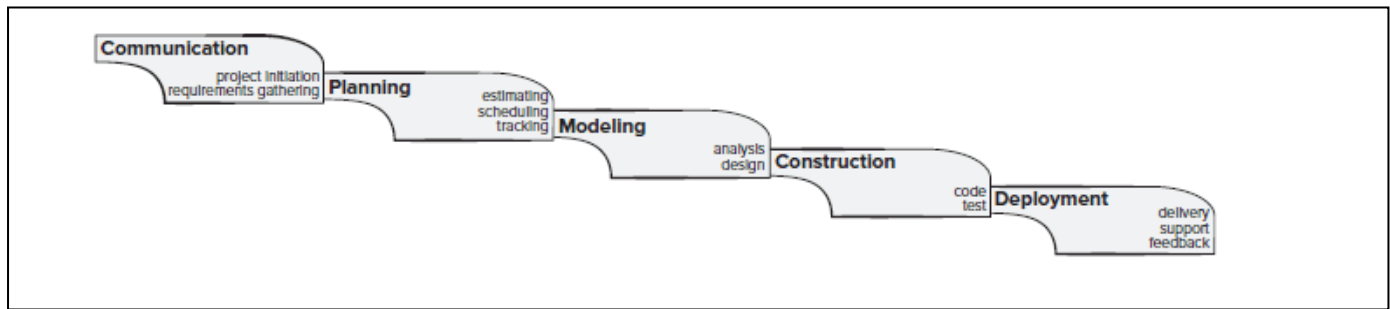 Communication
project initiation
requirements gathering
Planning
estimating
scheduling
tracking
Modeling
analysis
design
Construction
code
test
Deployment
delivery
support
feedback